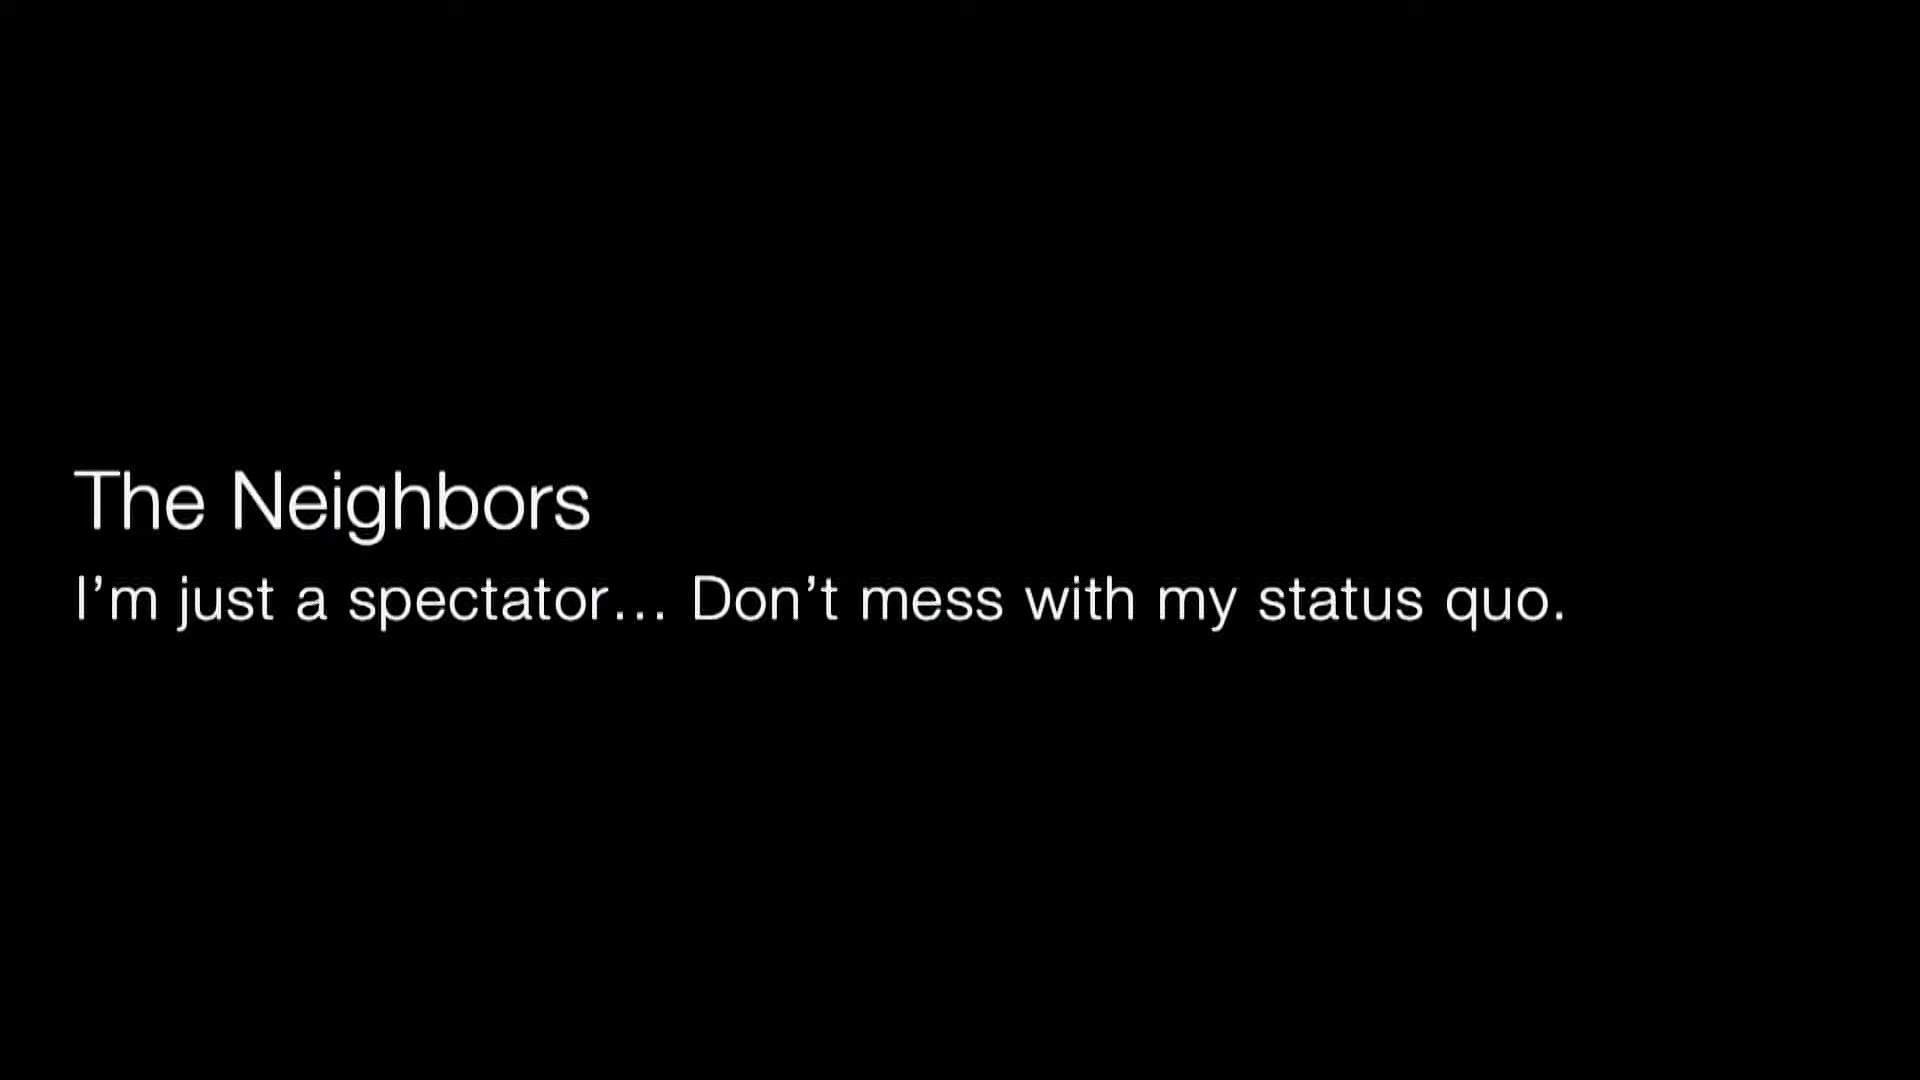 The Neighbors
I’m just a spectator… Don’t mess with my status quo.